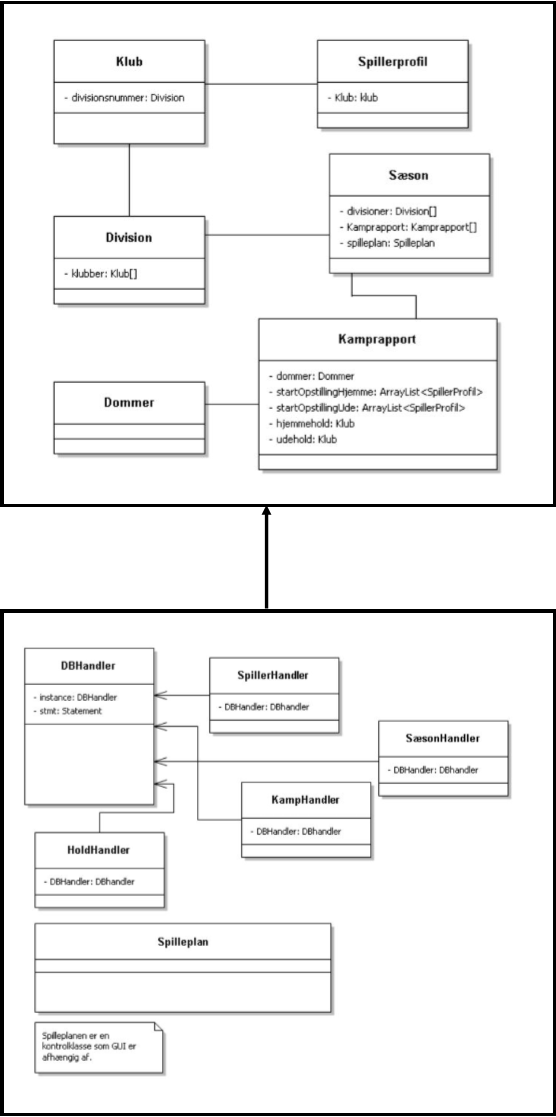 Klub
- divisionsnummer: Division
Spillerprofil
- Klub: klub
Sæson
- divisioner: Division[]
- Kamprapport: Kamprapport[]
- spilleplan: Spilleplan
Division
- klubber: Klub[]
Kamprapport
- dommer: Dommer
- startOpstillingHjemme: ArrayList<SpillerProfil>
- startOpstillingUde: ArrayList<SpillerProfil>
- hjemmehold: Klub
- udehold: Klub
Dommer
DBHandler
- instance: DBHandler
- stmt: Statement
SpillerHandler
- DBHandler: DBhandler
SæsonHandler
- DBHandler: DBhandler
KampHandler
- DBHandler: DBhandler
HoldHandler
- DBHandler: DBhandler
Spilleplan
Spilleplanen er en
kontrolklasse som GUI er
afhængig af.